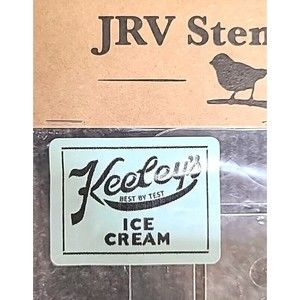 JRV Sten
Keeley's
BEST BY TEST
ICE
CREAM